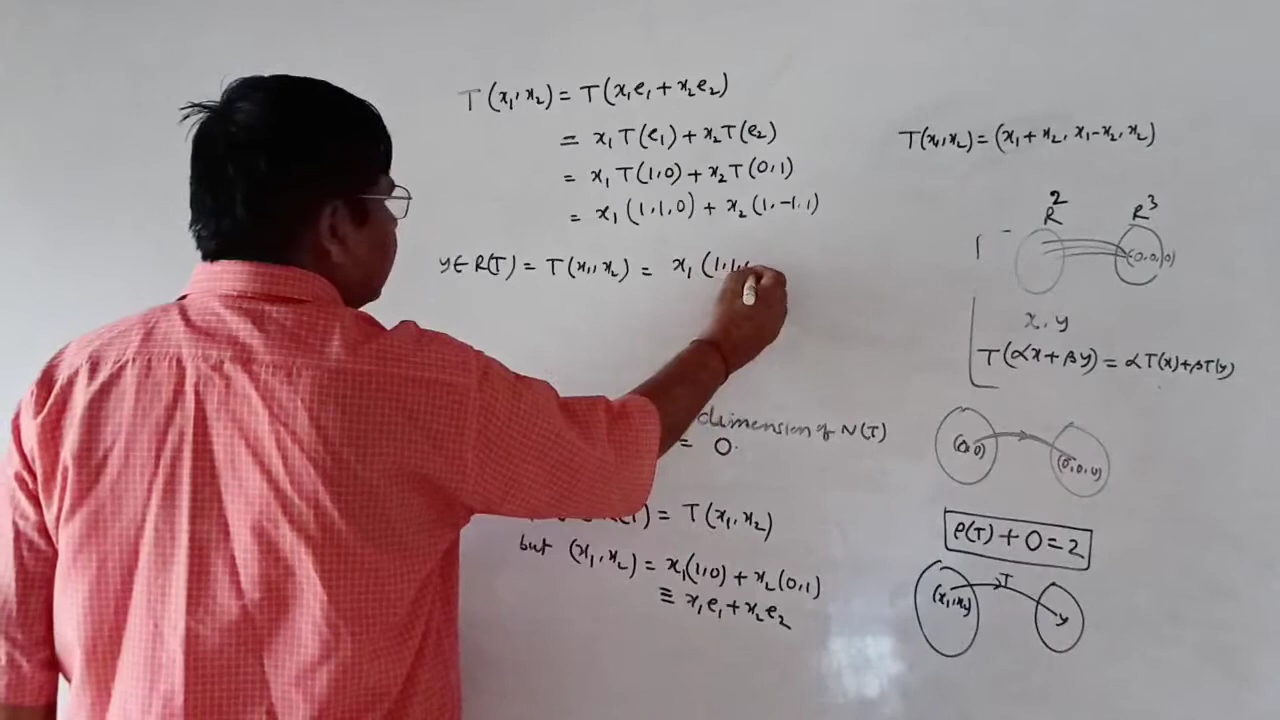 T(x₁, x₂) = T(x₁e₁ + x₂e₂)
= x₁T(e₁) + x₂T(e₂)
= x₁T(1,0) + x₂T(0,1)
= x₁(1,1,0) + x₂(1,-1,1)
y ∈ R(T) = T(x₁, x₂) = x₁(1,1,
dimension of N(T)
= 0.
= T(x₁, x₂)
but (x₁, x₂) = x₁(1,0) + x₂(0,1)
≡ x₁e₁ + x₂e₂
T(x₁,x₂) = (x₁+x₂, x₁-x₂, x₂)
R² R³
(0,0,0)
x, y
T(αx+βy) = αT(x)+βT(y)
(0,0) (0,0,0)
ρ(T) + 0 = 2
T
(x₁,x₂) y